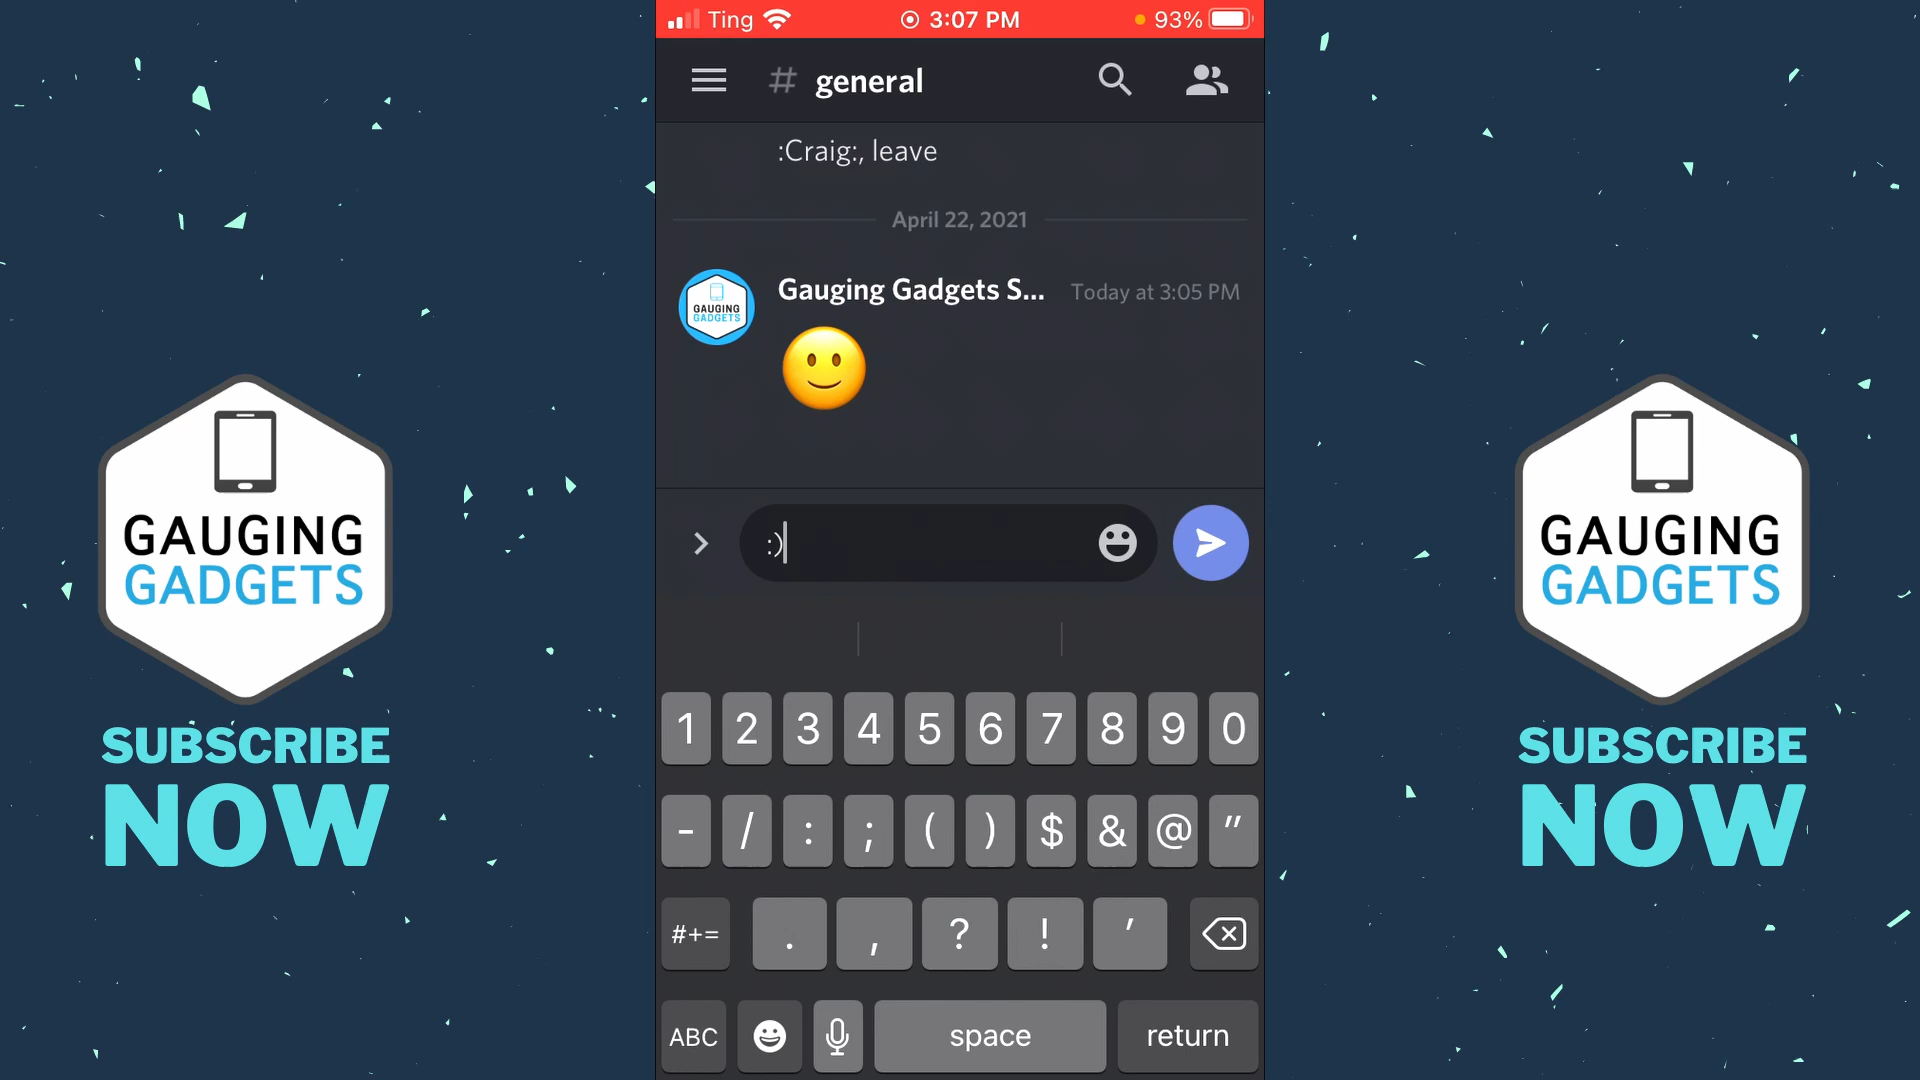 Ting 3:07 PM 93%
# general
:Craig:, leave
April 22, 2021
GAUGING GADGETS
Gauging Gadgets S... Today at 3:05 PM
:)
1 2 3 4 5 6 7 8 9 0
- / : ; ( ) $ & @ "
#+= . , ? ! '
ABC space return
GAUGING
GADGETS
SUBSCRIBE
NOW
GAUGING
GADGETS
SUBSCRIBE
NOW